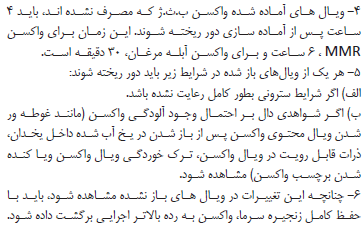 ۴- ویال های آماده شده واکسن ب.ث.ژ که مصرف نشده اند، باید ۴
ساعت پس از آماده سازی دور ریخته شوند. این زمان برای واکسن
MMR ، ۶ ساعت و برای واکسن آبله مرغان، ۳۰ دقیقه است.
۵- هر یک از ویال‌های باز شده در شرایط زیر باید دور ریخته شوند:
الف) اگر شرایط سترونی بطور کامل رعایت نشده باشد.
ب) اگر شواهدی دال بر احتمال وجود آلودگی واکسن (مانند غوطه ور
شدن ویال محتوی واکسن پس از باز شدن در یخ آب شده داخل یخدان،
ذرات قابل رویت در ویال واکسن، ترک خوردگی ویال واکسن ویا کنده
شدن برچسب واکسن) مشاهده شود.
۶- چنانچه این تغییرات در ویال های باز نشده مشاهده شود، باید با
حفظ کامل زنجیره سرما، واکسن به رده بالاتر اجرایی برگشت داده شود.